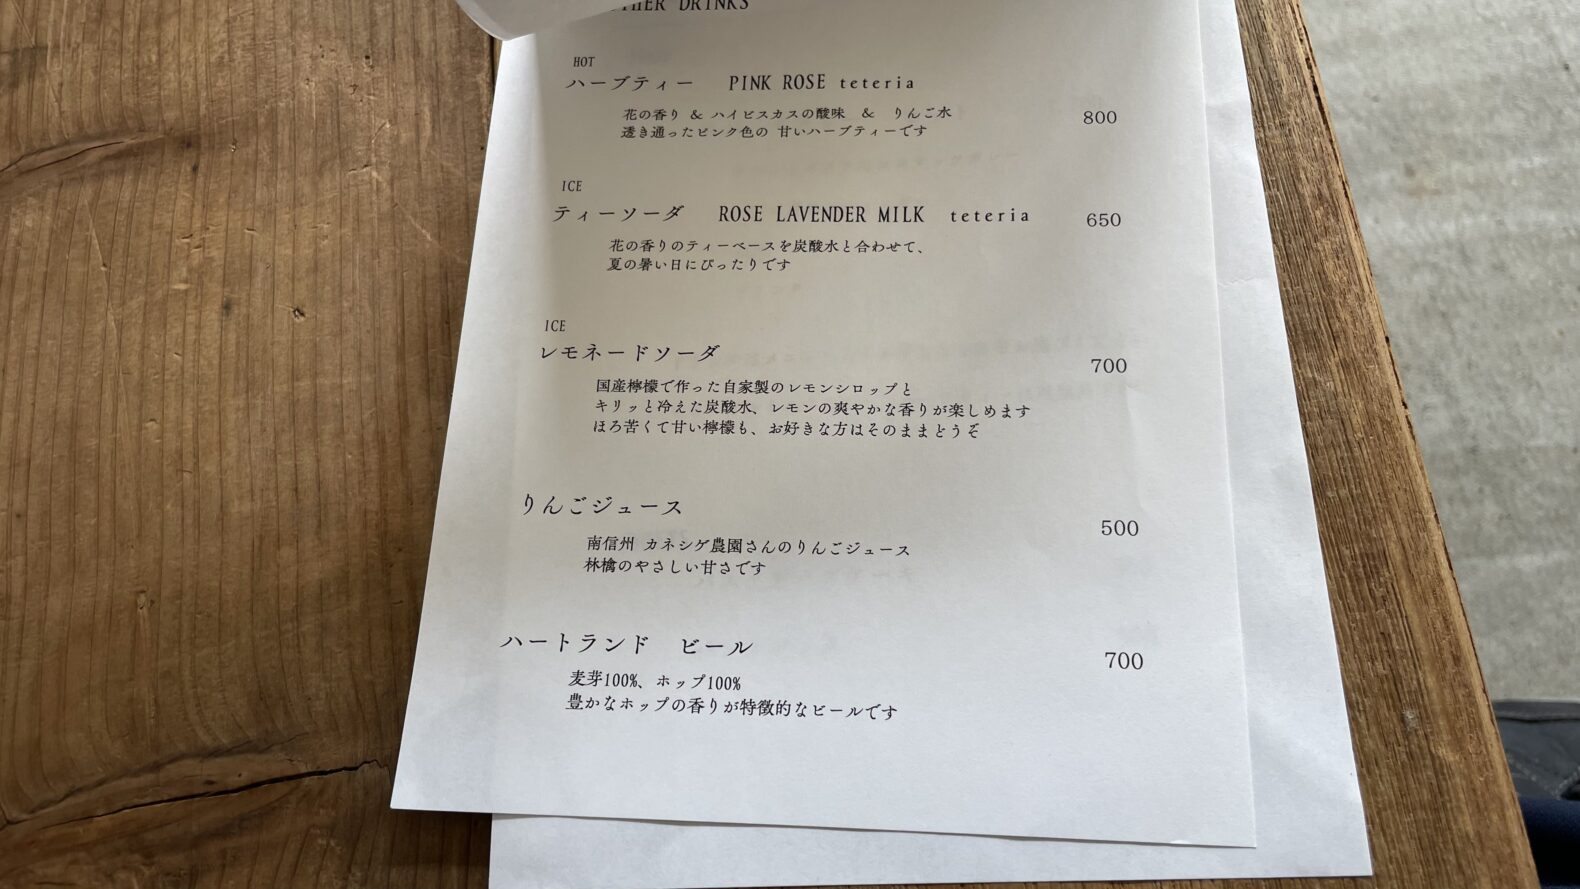 OTHER DRINKS
HOT
ハーブティー PINK ROSE teteria
花の香り & ハイビスカスの酸味 & りんご水
透き通ったピンク色の 甘いハーブティーです
800
ICE
ティーソーダ ROSE LAVENDER MILK teteria
650
花の香りのティーベースを炭酸水と合わせて、
夏の暑い日にぴったりです
ICE
レモネードソーダ
700
国産檸檬で作った自家製のレモンシロップと
キリッと冷えた炭酸水、レモンの爽やかな香りが楽しめます
ほろ苦くて甘い檸檬も、お好きな方はそのままどうぞ
りんごジュース
500
南信州 カネシゲ農園さんのりんごジュース
林檎のやさしい甘さです
ハートランド ビール
700
麦芽100%、ホップ100%
豊かなホップの香りが特徴的なビールです